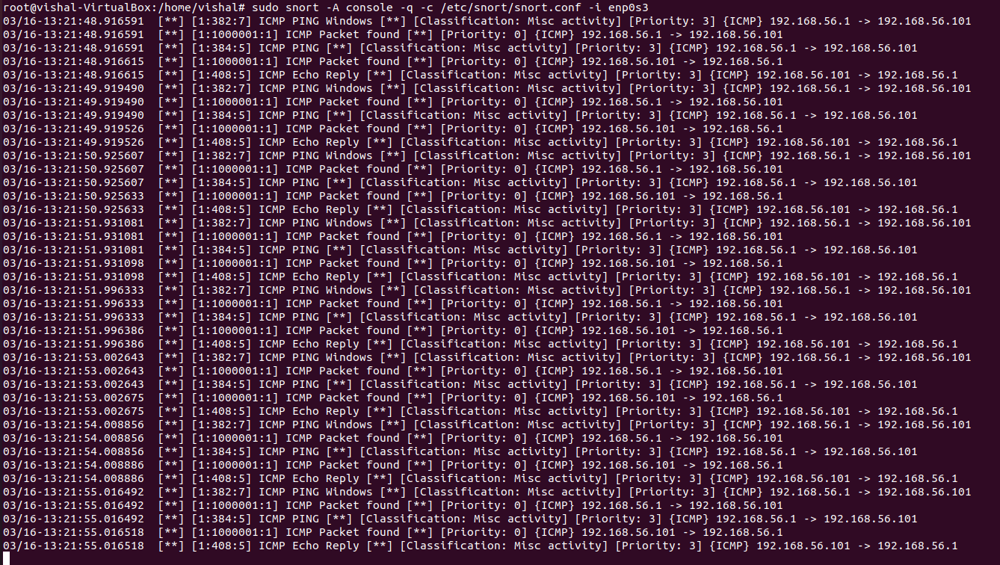 root@vishal-VirtualBox:/home/vishal# sudo snort -A console -q -c /etc/snort/snort.conf -i enp0s3
03/16-13:21:48.916591  [**] [1:382:7] ICMP PING Windows [**] [Classification: Misc activity] [Priority: 3] {ICMP} 192.168.56.1 -> 192.168.56.101
03/16-13:21:48.916591  [**] [1:1000001:1] ICMP Packet found [**] [Priority: 0] {ICMP} 192.168.56.1 -> 192.168.56.101
03/16-13:21:48.916591  [**] [1:384:5] ICMP PING [**] [Classification: Misc activity] [Priority: 3] {ICMP} 192.168.56.1 -> 192.168.56.101
03/16-13:21:48.916615  [**] [1:1000001:1] ICMP Packet found [**] [Priority: 0] {ICMP} 192.168.56.101 -> 192.168.56.1
03/16-13:21:48.916615  [**] [1:408:5] ICMP Echo Reply [**] [Classification: Misc activity] [Priority: 3] {ICMP} 192.168.56.101 -> 192.168.56.1
03/16-13:21:49.919490  [**] [1:382:7] ICMP PING Windows [**] [Classification: Misc activity] [Priority: 3] {ICMP} 192.168.56.1 -> 192.168.56.101
03/16-13:21:49.919490  [**] [1:1000001:1] ICMP Packet found [**] [Priority: 0] {ICMP} 192.168.56.1 -> 192.168.56.101
03/16-13:21:49.919490  [**] [1:384:5] ICMP PING [**] [Classification: Misc activity] [Priority: 3] {ICMP} 192.168.56.1 -> 192.168.56.101
03/16-13:21:49.919526  [**] [1:1000001:1] ICMP Packet found [**] [Priority: 0] {ICMP} 192.168.56.101 -> 192.168.56.1
03/16-13:21:49.919526  [**] [1:408:5] ICMP Echo Reply [**] [Classification: Misc activity] [Priority: 3] {ICMP} 192.168.56.101 -> 192.168.56.1
03/16-13:21:50.925607  [**] [1:382:7] ICMP PING Windows [**] [Classification: Misc activity] [Priority: 3] {ICMP} 192.168.56.1 -> 192.168.56.101
03/16-13:21:50.925607  [**] [1:1000001:1] ICMP Packet found [**] [Priority: 0] {ICMP} 192.168.56.1 -> 192.168.56.101
03/16-13:21:50.925607  [**] [1:384:5] ICMP PING [**] [Classification: Misc activity] [Priority: 3] {ICMP} 192.168.56.1 -> 192.168.56.101
03/16-13:21:50.925633  [**] [1:1000001:1] ICMP Packet found [**] [Priority: 0] {ICMP} 192.168.56.101 -> 192.168.56.1
03/16-13:21:50.925633  [**] [1:408:5] ICMP Echo Reply [**] [Classification: Misc activity] [Priority: 3] {ICMP} 192.168.56.101 -> 192.168.56.1
03/16-13:21:51.931081  [**] [1:382:7] ICMP PING Windows [**] [Classification: Misc activity] [Priority: 3] {ICMP} 192.168.56.1 -> 192.168.56.101
03/16-13:21:51.931081  [**] [1:1000001:1] ICMP Packet found [**] [Priority: 0] {ICMP} 192.168.56.1 -> 192.168.56.101
03/16-13:21:51.931081  [**] [1:384:5] ICMP PING [**] [Classification: Misc activity] [Priority: 3] {ICMP} 192.168.56.1 -> 192.168.56.101
03/16-13:21:51.931098  [**] [1:1000001:1] ICMP Packet found [**] [Priority: 0] {ICMP} 192.168.56.101 -> 192.168.56.1
03/16-13:21:51.931098  [**] [1:408:5] ICMP Echo Reply [**] [Classification: Misc activity] [Priority: 3] {ICMP} 192.168.56.101 -> 192.168.56.1
03/16-13:21:51.996333  [**] [1:382:7] ICMP PING Windows [**] [Classification: Misc activity] [Priority: 3] {ICMP} 192.168.56.1 -> 192.168.56.101
03/16-13:21:51.996333  [**] [1:1000001:1] ICMP Packet found [**] [Priority: 0] {ICMP} 192.168.56.1 -> 192.168.56.101
03/16-13:21:51.996333  [**] [1:384:5] ICMP PING [**] [Classification: Misc activity] [Priority: 3] {ICMP} 192.168.56.1 -> 192.168.56.101
03/16-13:21:51.996386  [**] [1:1000001:1] ICMP Packet found [**] [Priority: 0] {ICMP} 192.168.56.101 -> 192.168.56.1
03/16-13:21:51.996386  [**] [1:408:5] ICMP Echo Reply [**] [Classification: Misc activity] [Priority: 3] {ICMP} 192.168.56.101 -> 192.168.56.1
03/16-13:21:53.002643  [**] [1:382:7] ICMP PING Windows [**] [Classification: Misc activity] [Priority: 3] {ICMP} 192.168.56.1 -> 192.168.56.101
03/16-13:21:53.002643  [**] [1:1000001:1] ICMP Packet found [**] [Priority: 0] {ICMP} 192.168.56.1 -> 192.168.56.101
03/16-13:21:53.002643  [**] [1:384:5] ICMP PING [**] [Classification: Misc activity] [Priority: 3] {ICMP} 192.168.56.1 -> 192.168.56.101
03/16-13:21:53.002675  [**] [1:1000001:1] ICMP Packet found [**] [Priority: 0] {ICMP} 192.168.56.101 -> 192.168.56.1
03/16-13:21:53.002675  [**] [1:408:5] ICMP Echo Reply [**] [Classification: Misc activity] [Priority: 3] {ICMP} 192.168.56.101 -> 192.168.56.1
03/16-13:21:54.008856  [**] [1:382:7] ICMP PING Windows [**] [Classification: Misc activity] [Priority: 3] {ICMP} 192.168.56.1 -> 192.168.56.101
03/16-13:21:54.008856  [**] [1:1000001:1] ICMP Packet found [**] [Priority: 0] {ICMP} 192.168.56.1 -> 192.168.56.101
03/16-13:21:54.008856  [**] [1:384:5] ICMP PING [**] [Classification: Misc activity] [Priority: 3] {ICMP} 192.168.56.1 -> 192.168.56.101
03/16-13:21:54.008886  [**] [1:1000001:1] ICMP Packet found [**] [Priority: 0] {ICMP} 192.168.56.101 -> 192.168.56.1
03/16-13:21:54.008886  [**] [1:408:5] ICMP Echo Reply [**] [Classification: Misc activity] [Priority: 3] {ICMP} 192.168.56.101 -> 192.168.56.1
03/16-13:21:55.016492  [**] [1:382:7] ICMP PING Windows [**] [Classification: Misc activity] [Priority: 3] {ICMP} 192.168.56.1 -> 192.168.56.101
03/16-13:21:55.016492  [**] [1:1000001:1] ICMP Packet found [**] [Priority: 0] {ICMP} 192.168.56.1 -> 192.168.56.101
03/16-13:21:55.016492  [**] [1:384:5] ICMP PING [**] [Classification: Misc activity] [Priority: 3] {ICMP} 192.168.56.1 -> 192.168.56.101
03/16-13:21:55.016518  [**] [1:1000001:1] ICMP Packet found [**] [Priority: 0] {ICMP} 192.168.56.101 -> 192.168.56.1
03/16-13:21:55.016518  [**] [1:408:5] ICMP Echo Reply [**] [Classification: Misc activity] [Priority: 3] {ICMP} 192.168.56.101 -> 192.168.56.1